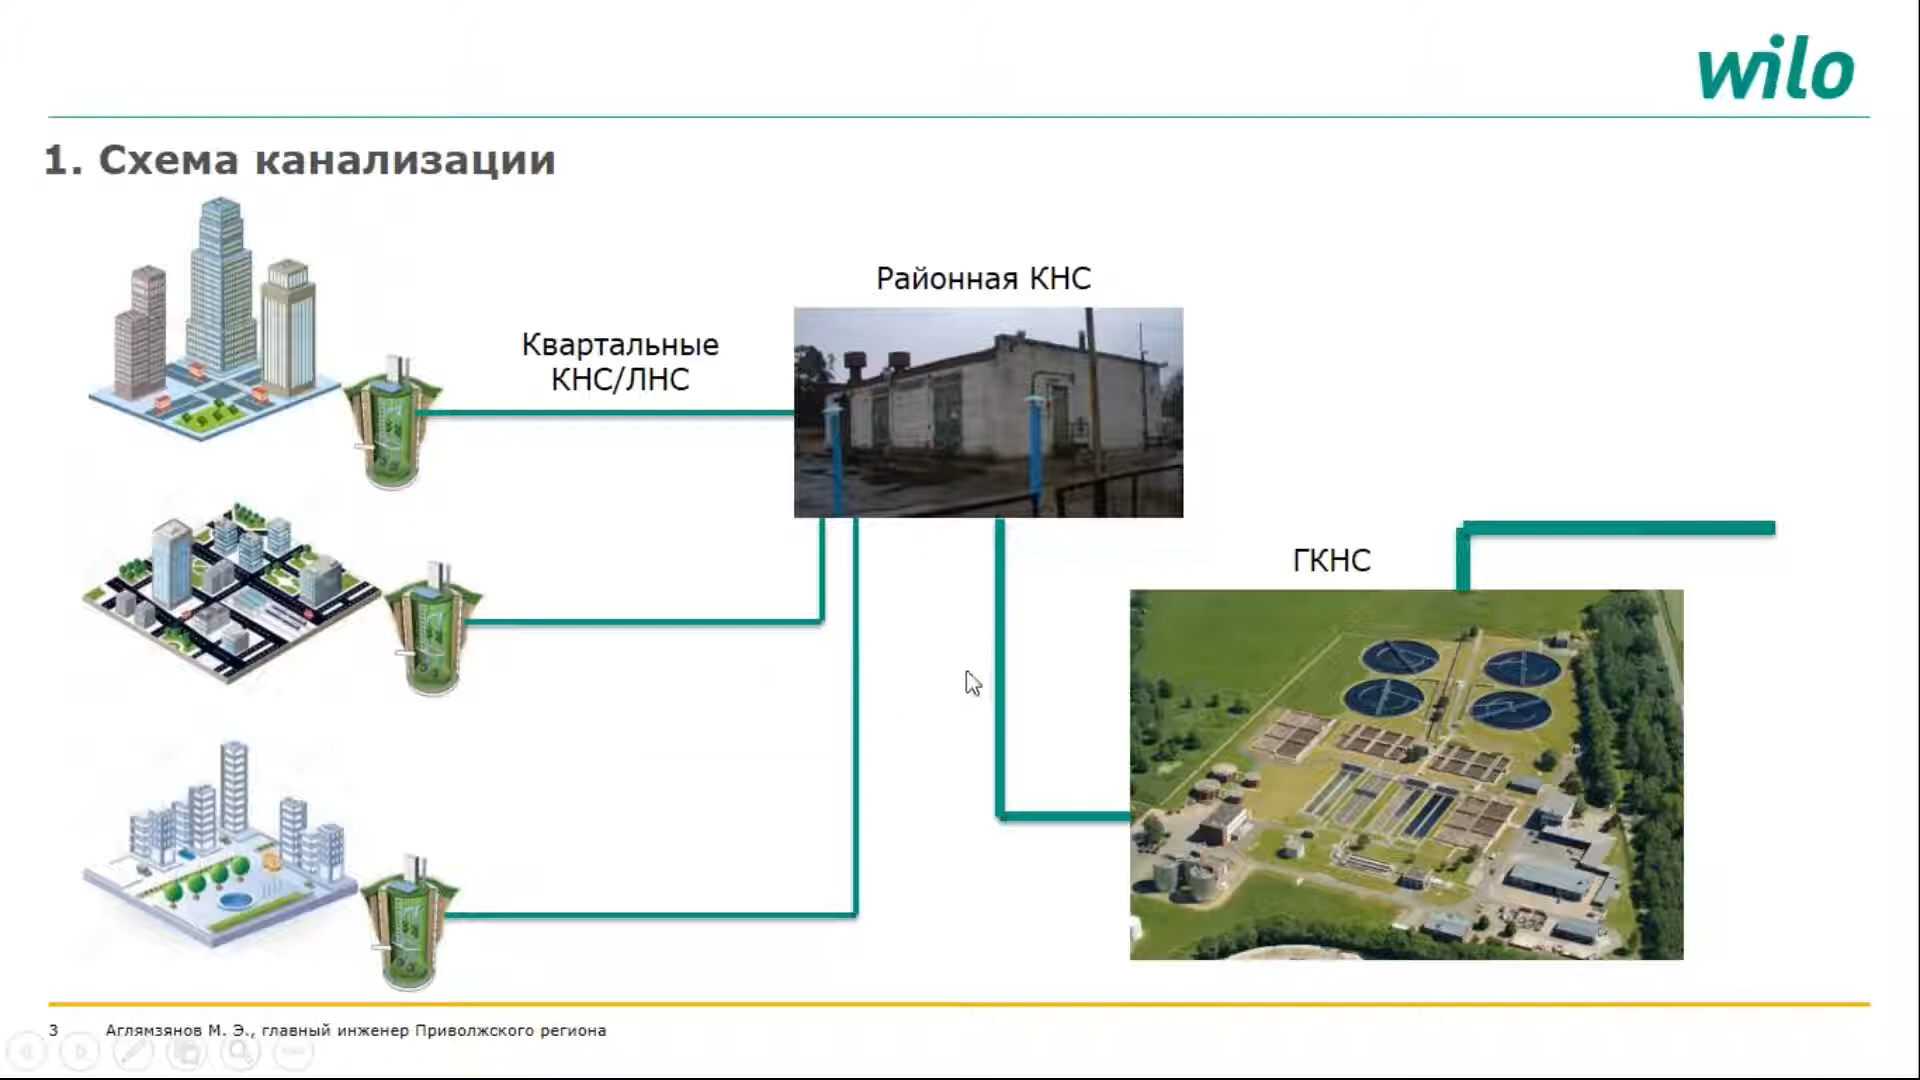 wilo
1. Схема канализации
Районная КНС
Квартальные
КНС/ЛНС
ГКНС
3 Аглямзянов М. Э., главный инженер Приволжского региона